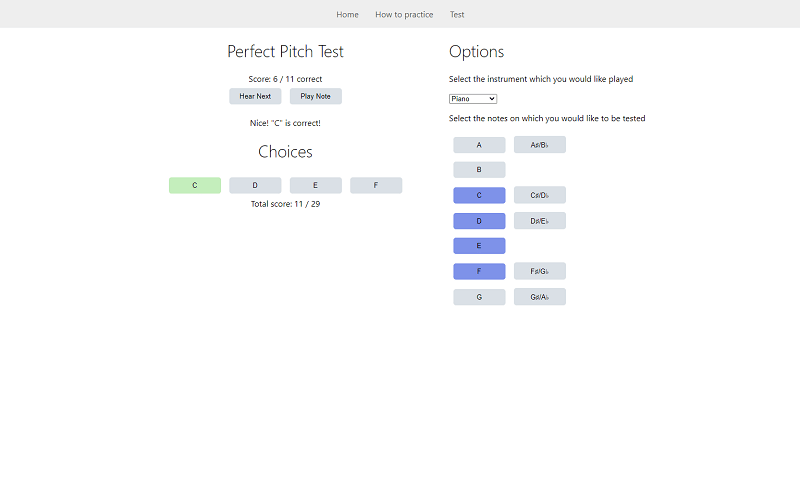 Home How to practice Test
Perfect Pitch Test
Score: 6 / 11 correct
Hear Next Play Note
Nice! "C" is correct!
Choices
C D E F
Total score: 11 / 29
Options
Select the instrument which you would like played
Piano
Select the notes on which you would like to be tested
A A♯/B♭
B
C C♯/D♭
D D♯/E♭
E
F F♯/G♭
G G♯/A♭